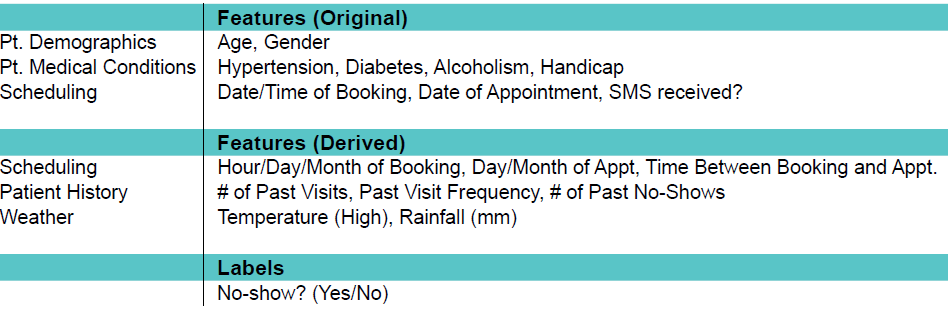 Features (Original)
Pt. Demographics Age, Gender
Pt. Medical Conditions Hypertension, Diabetes, Alcoholism, Handicap
Scheduling Date/Time of Booking, Date of Appointment, SMS received?
Features (Derived)
Scheduling Hour/Day/Month of Booking, Day/Month of Appt, Time Between Booking and Appt.
Patient History # of Past Visits, Past Visit Frequency, # of Past No-Shows
Weather Temperature (High), Rainfall (mm)
Labels
No-show? (Yes/No)